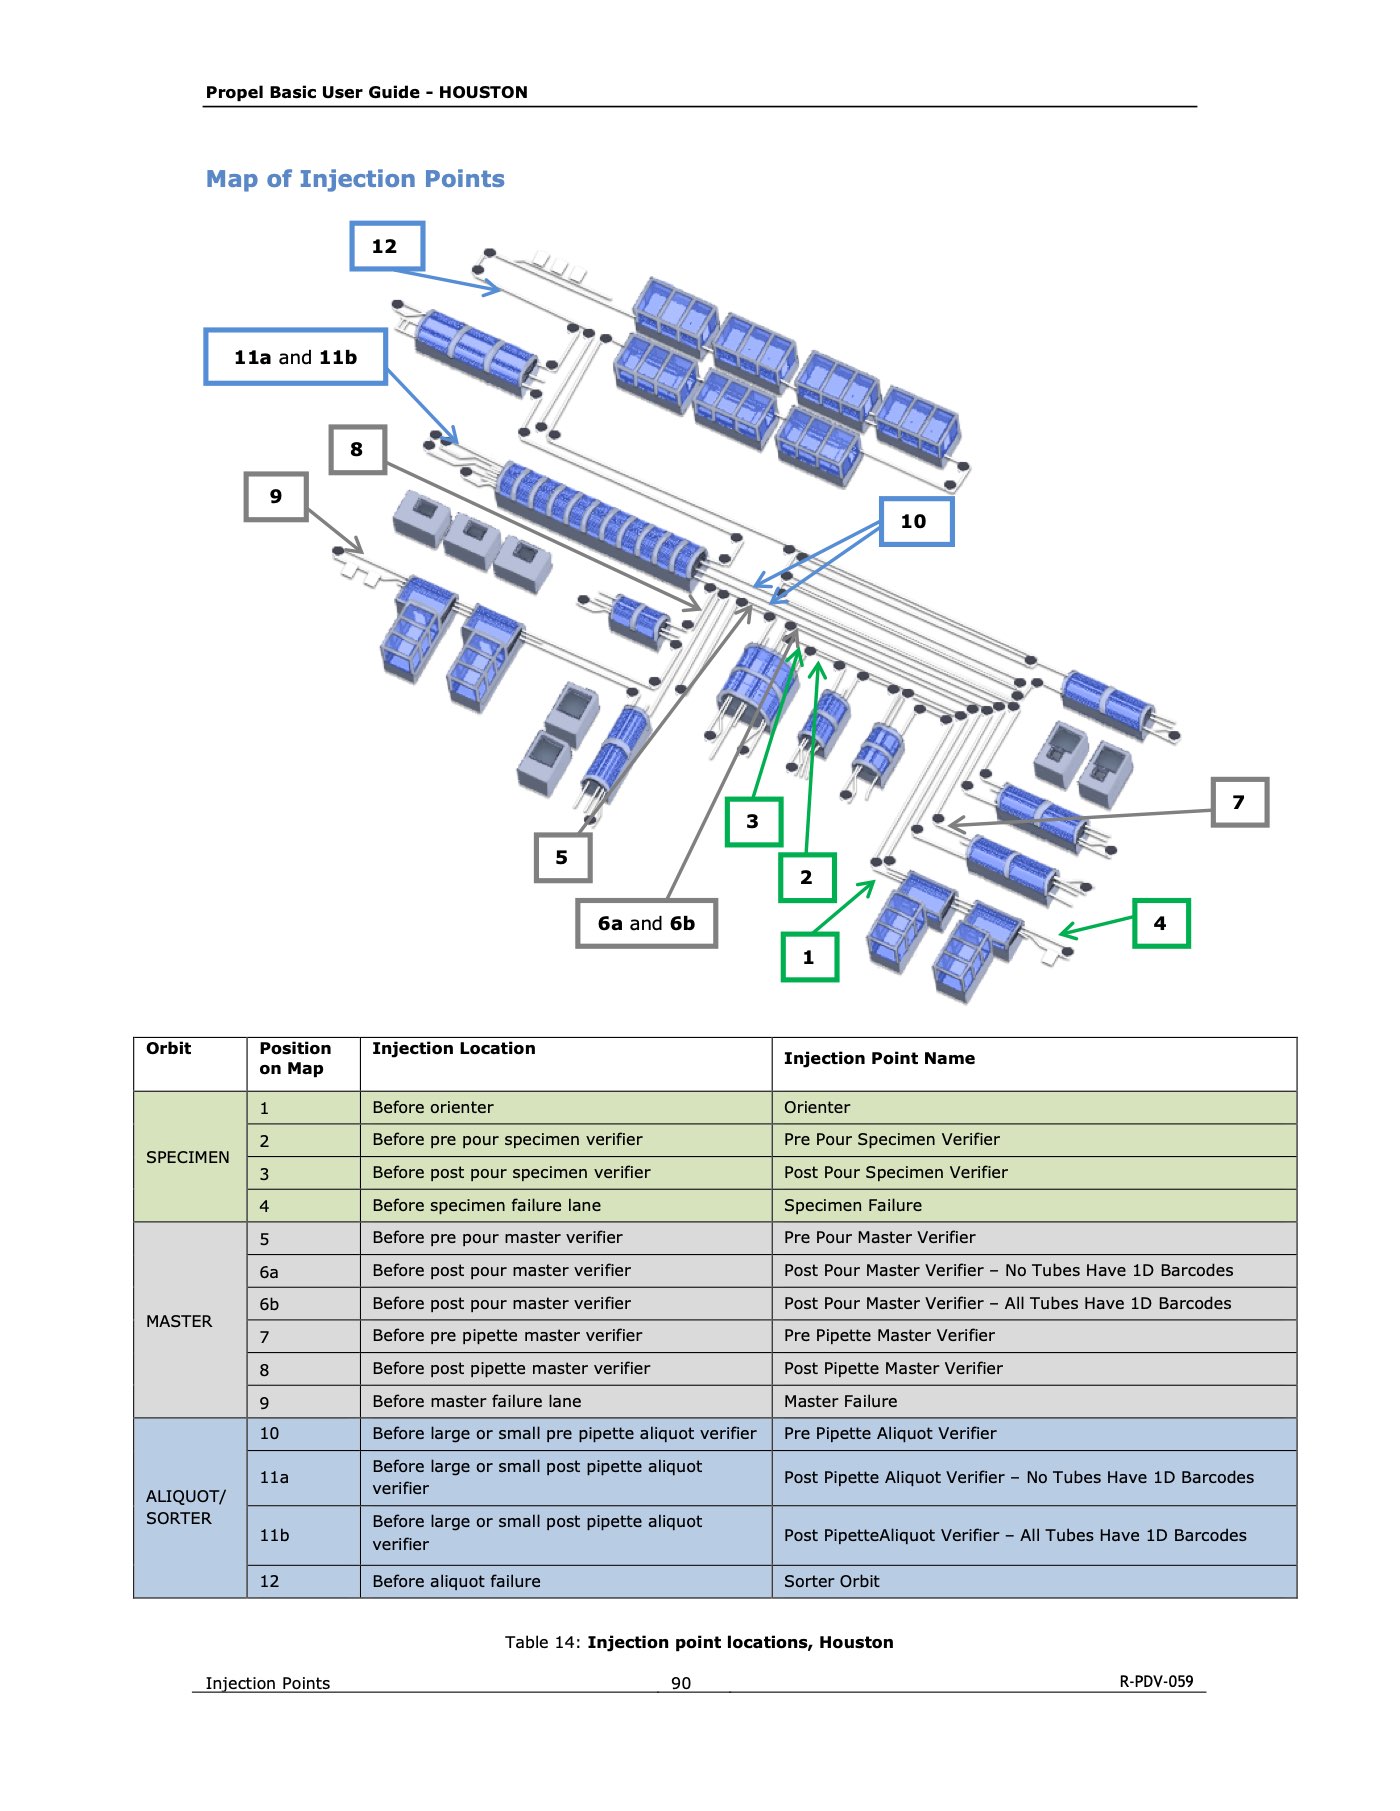 Propel Basic User Guide - HOUSTON
Map of Injection Points
12
11a and 11b
8
9
10
7
3
5
2
6a and 6b
4
1
Orbit
Position
on Map
Injection Location
Injection Point Name
SPECIMEN
1
Before orienter
Orienter
2
Before pre pour specimen verifier
Pre Pour Specimen Verifier
3
Before post pour specimen verifier
Post Pour Specimen Verifier
4
Before specimen failure lane
Specimen Failure
MASTER
5
Before pre pour master verifier
Pre Pour Master Verifier
6a
Before post pour master verifier
Post Pour Master Verifier – No Tubes Have 1D Barcodes
6b
Before post pour master verifier
Post Pour Master Verifier – All Tubes Have 1D Barcodes
7
Before pre pipette master verifier
Pre Pipette Master Verifier
8
Before post pipette master verifier
Post Pipette Master Verifier
9
Before master failure lane
Master Failure
ALIQUOT/
SORTER
10
Before large or small pre pipette aliquot verifier
Pre Pipette Aliquot Verifier
11a
Before large or small post pipette aliquot
verifier
Post Pipette Aliquot Verifier – No Tubes Have 1D Barcodes
11b
Before large or small post pipette aliquot
verifier
Post PipetteAliquot Verifier – All Tubes Have 1D Barcodes
12
Before aliquot failure
Sorter Orbit
Table 14: Injection point locations, Houston
Injection Points
90
R-PDV-059